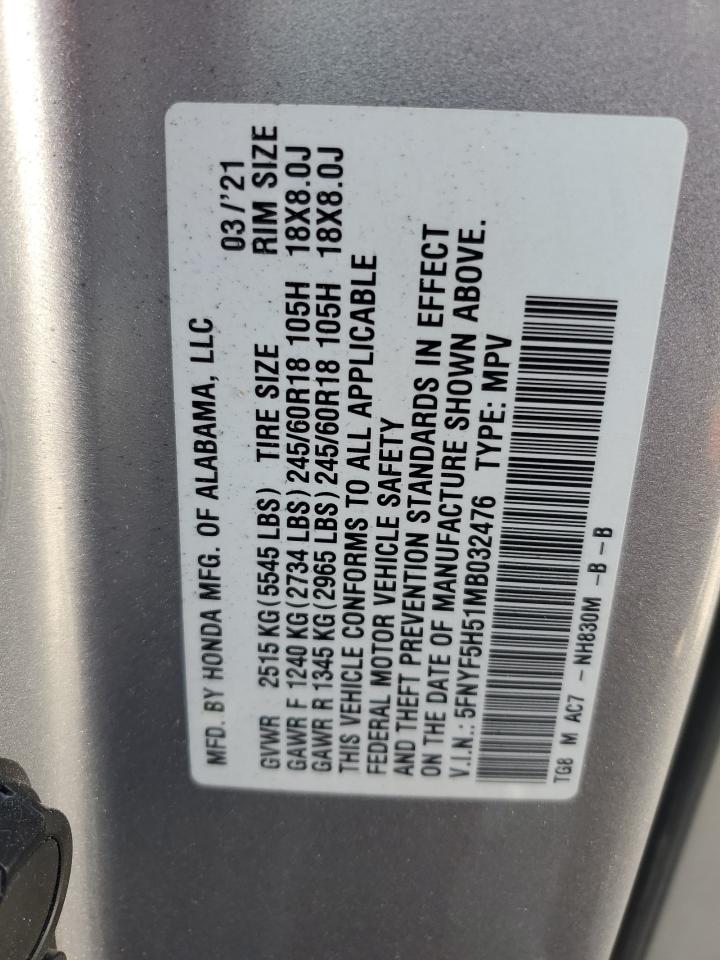 MFD. BY HONDA MFG. OF ALABAMA, LLC 03/'21
GVWR 2515 KG (5545 LBS) TIRE SIZE RIM SIZE
GAWR F 1240 KG (2734 LBS) 245/60R18 105H 18X8.0J
GAWR R 1345 KG (2965 LBS) 245/60R18 105H 18X8.0J
THIS VEHICLE CONFORMS TO ALL APPLICABLE
FEDERAL MOTOR VEHICLE SAFETY
AND THEFT PREVENTION STANDARDS IN EFFECT
ON THE DATE OF MANUFACTURE SHOWN ABOVE.
V.I.N.: 5FNYF5H51MB032476 TYPE: MPV
TG8 M AC7 - NH830M - B - B